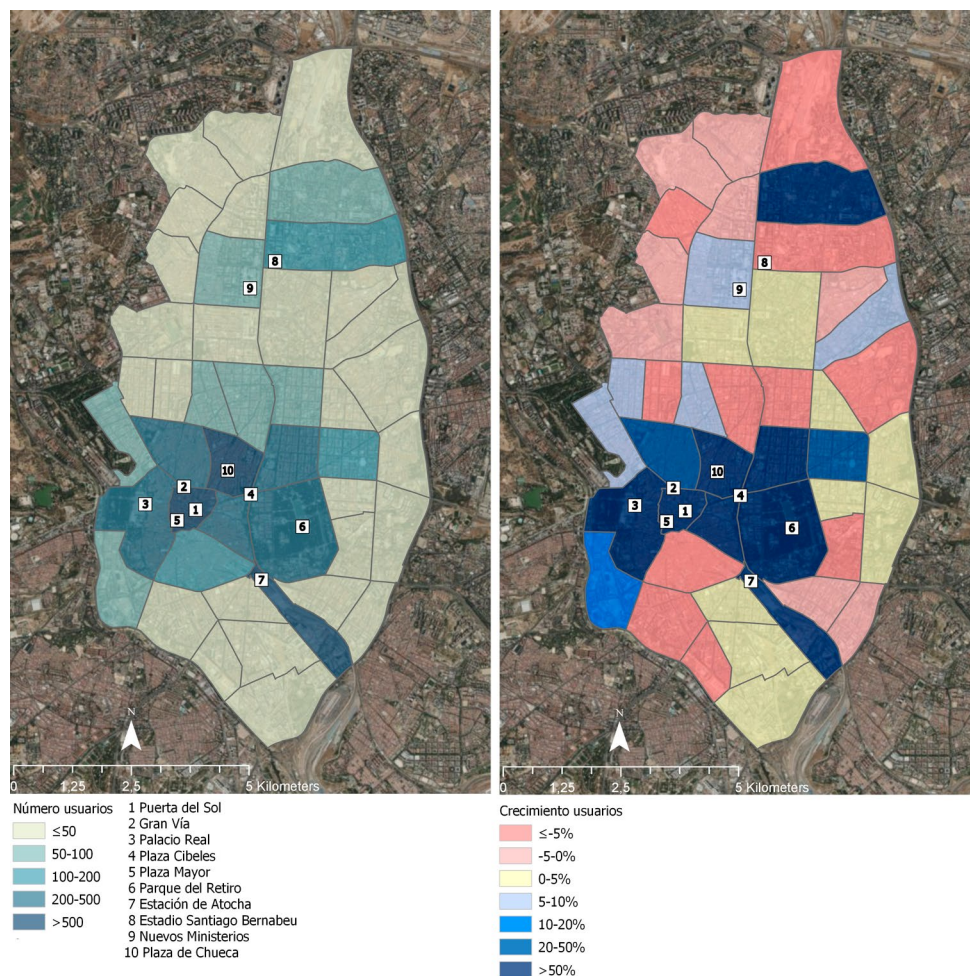 8
9
10
2
3
4
1
5
6
7
N
0 1,25 2,5 5 Kilometers
8
9
10
2
3
4
1
5
6
7
N
0 1,25 2,5 5 Kilometers
Número usuarios
≤50
50-100
100-200
200-500
>500
1 Puerta del Sol
2 Gran Vía
3 Palacio Real
4 Plaza Cibeles
5 Plaza Mayor
6 Parque del Retiro
7 Estación de Atocha
8 Estadio Santiago Bernabeu
9 Nuevos Ministerios
10 Plaza de Chueca
Crecimiento usuarios
≤-5%
-5-0%
0-5%
5-10%
10-20%
20-50%
>50%